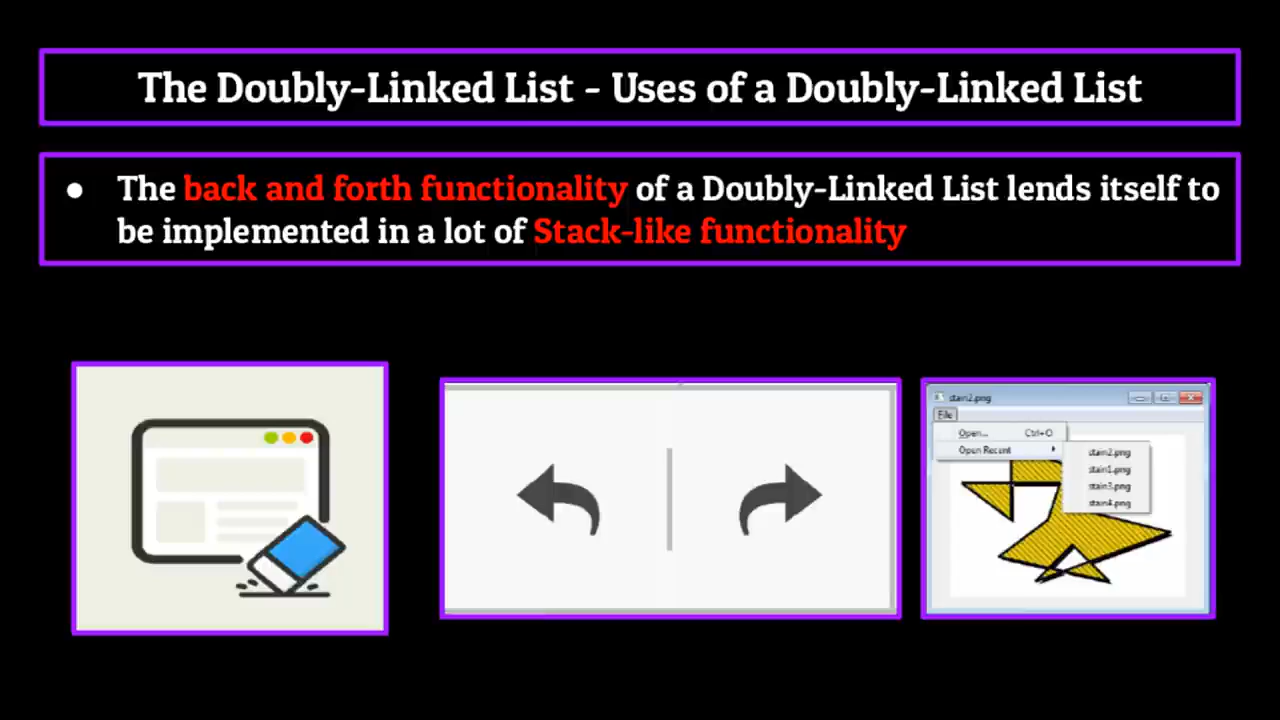 The Doubly-Linked List - Uses of a Doubly-Linked List
● The back and forth functionality of a Doubly-Linked List lends itself to
be implemented in a lot of Stack-like functionality
stain2.png
File
Open... Ctrl+O
Open Recent
stain2.png
stain1.png
stain3.png
stain4.png